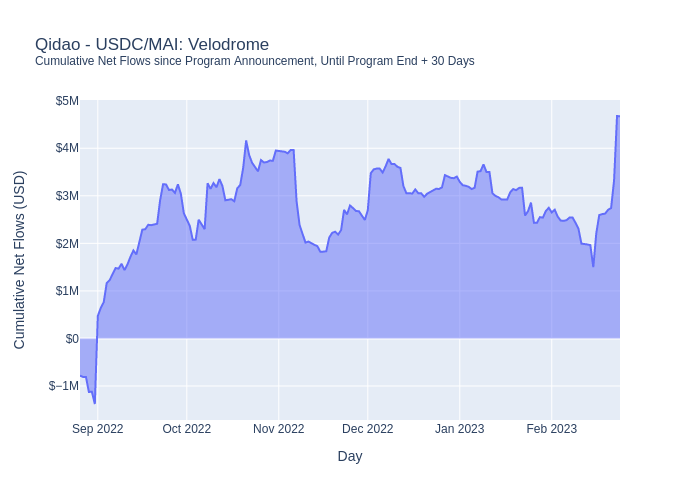 Qidao - USDC/MAI: Velodrome
Cumulative Net Flows since Program Announcement, Until Program End + 30 Days
Cumulative Net Flows (USD)
$5M
$4M
$3M
$2M
$1M
$0
$−1M
Sep 2022 Oct 2022 Nov 2022 Dec 2022 Jan 2023 Feb 2023
Day